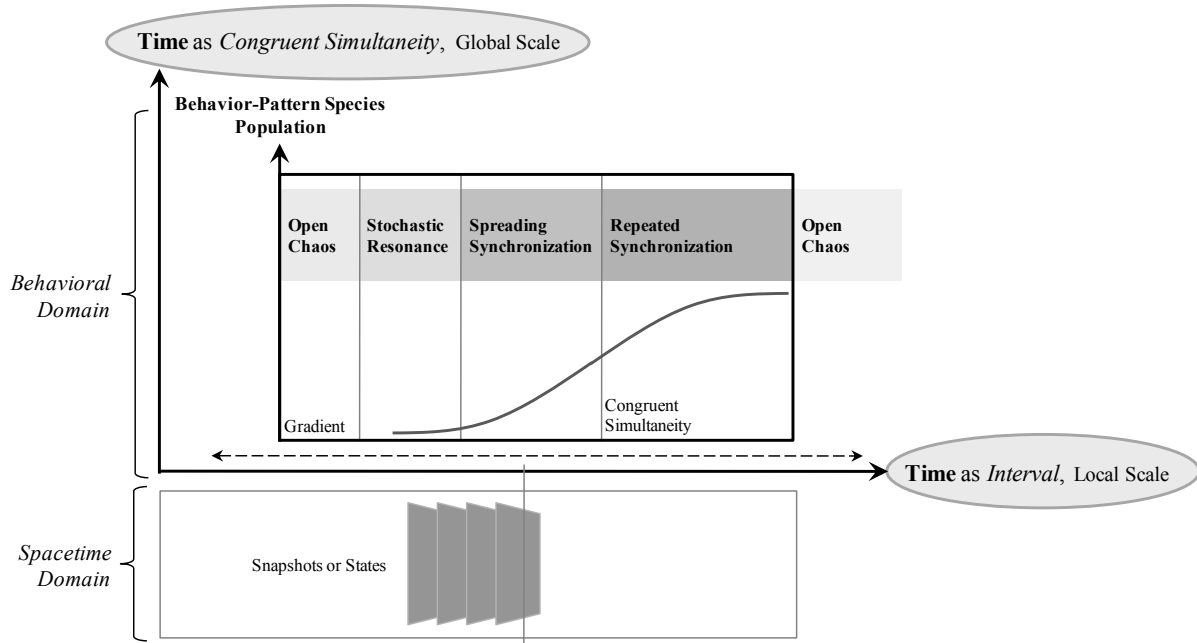 Time as Congruent Simultaneity, Global Scale
Behavior-Pattern Species
Population
Open
Chaos
Stochastic
Resonance
Spreading
Synchronization
Repeated
Synchronization
Open
Chaos
Behavioral
Domain
Gradient
Congruent
Simultaneity
Time as Interval, Local Scale
Spacetime
Domain
Snapshots or States